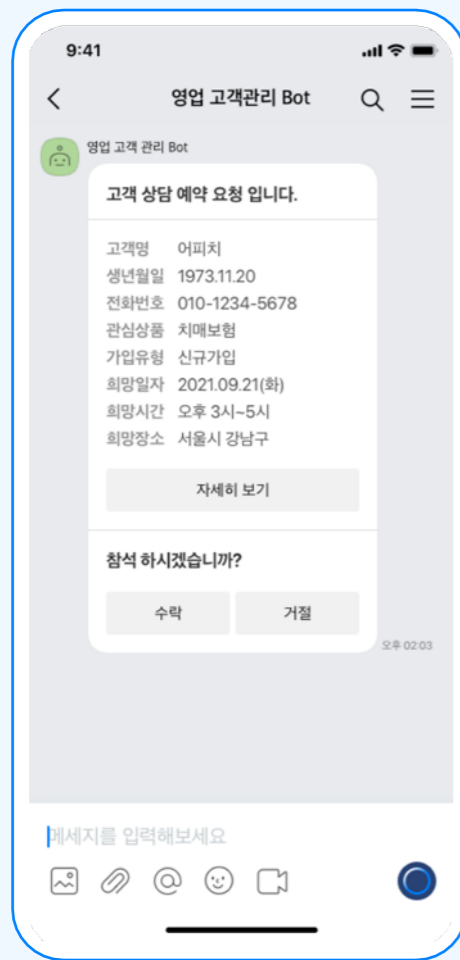 9:41
영업 고객관리 Bot
영업 고객 관리 Bot
고객 상담 예약 요청 입니다.
고객명 어피치
생년월일 1973.11.20
전화번호 010-1234-5678
관심상품 치매보험
가입유형 신규가입
희망일자 2021.09.21(화)
희망시간 오후 3시~5시
희망장소 서울시 강남구
자세히 보기
참석 하시겠습니까?
수락 거절
오후 02:03
메세지를 입력해보세요